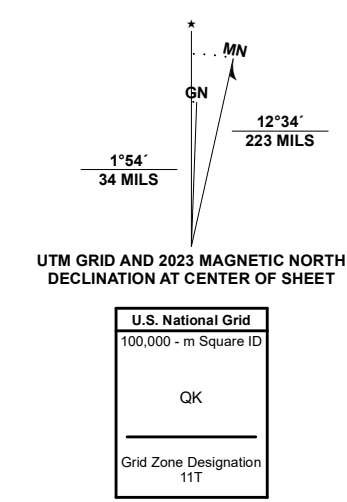 ★
MN
GN
12°34´
223 MILS
1°54´
34 MILS
UTM GRID AND 2023 MAGNETIC NORTH
DECLINATION AT CENTER OF SHEET
U.S. National Grid
100,000 - m Square ID
QK
Grid Zone Designation
11T